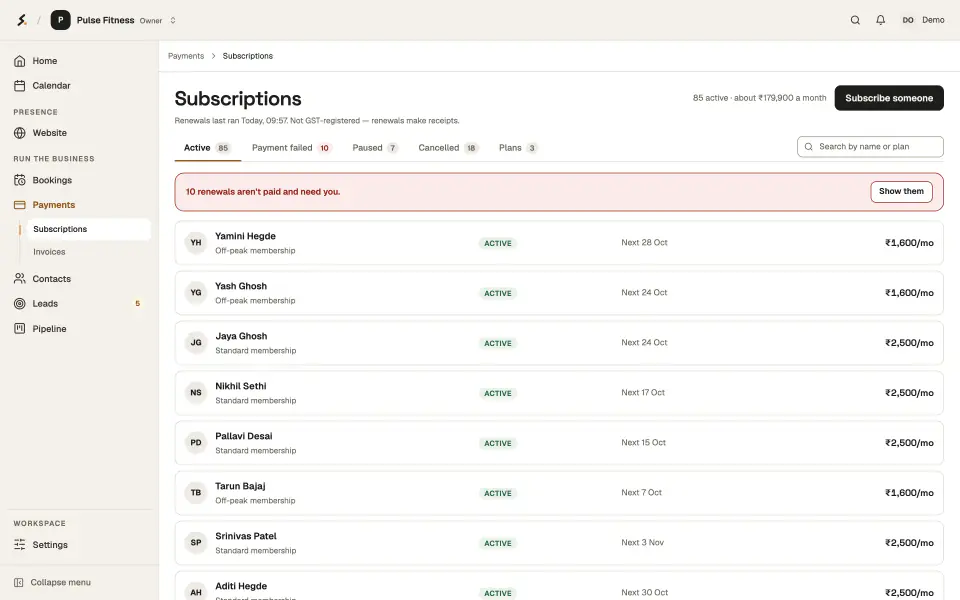 / P Pulse Fitness Owner
DO Demo
Home
Calendar
PRESENCE
Website
RUN THE BUSINESS
Bookings
Payments
Subscriptions
Invoices
Contacts
Leads 5
Pipeline
WORKSPACE
Settings
Collapse menu
Payments > Subscriptions
Subscriptions
85 active · about ₹179,900 a month
Subscribe someone
Renewals last ran Today, 09:57. Not GST-registered — renewals make receipts.
Active 85 Payment failed 10 Paused 7 Cancelled 18 Plans 3
Search by name or plan
10 renewals aren't paid and need you.
Show them
YH Yamini Hegde
Off-peak membership
ACTIVE
Next 28 Oct
₹1,600/mo
YG Yash Ghosh
Off-peak membership
ACTIVE
Next 24 Oct
₹1,600/mo
JG Jaya Ghosh
Standard membership
ACTIVE
Next 24 Oct
₹2,500/mo
NS Nikhil Sethi
Standard membership
ACTIVE
Next 17 Oct
₹2,500/mo
PD Pallavi Desai
Standard membership
ACTIVE
Next 15 Oct
₹2,500/mo
TB Tarun Bajaj
Off-peak membership
ACTIVE
Next 7 Oct
₹1,600/mo
SP Srinivas Patel
Standard membership
ACTIVE
Next 3 Nov
₹2,500/mo
AH Aditi Hegde
Standard membership
ACTIVE
Next 30 Oct
₹2,500/mo